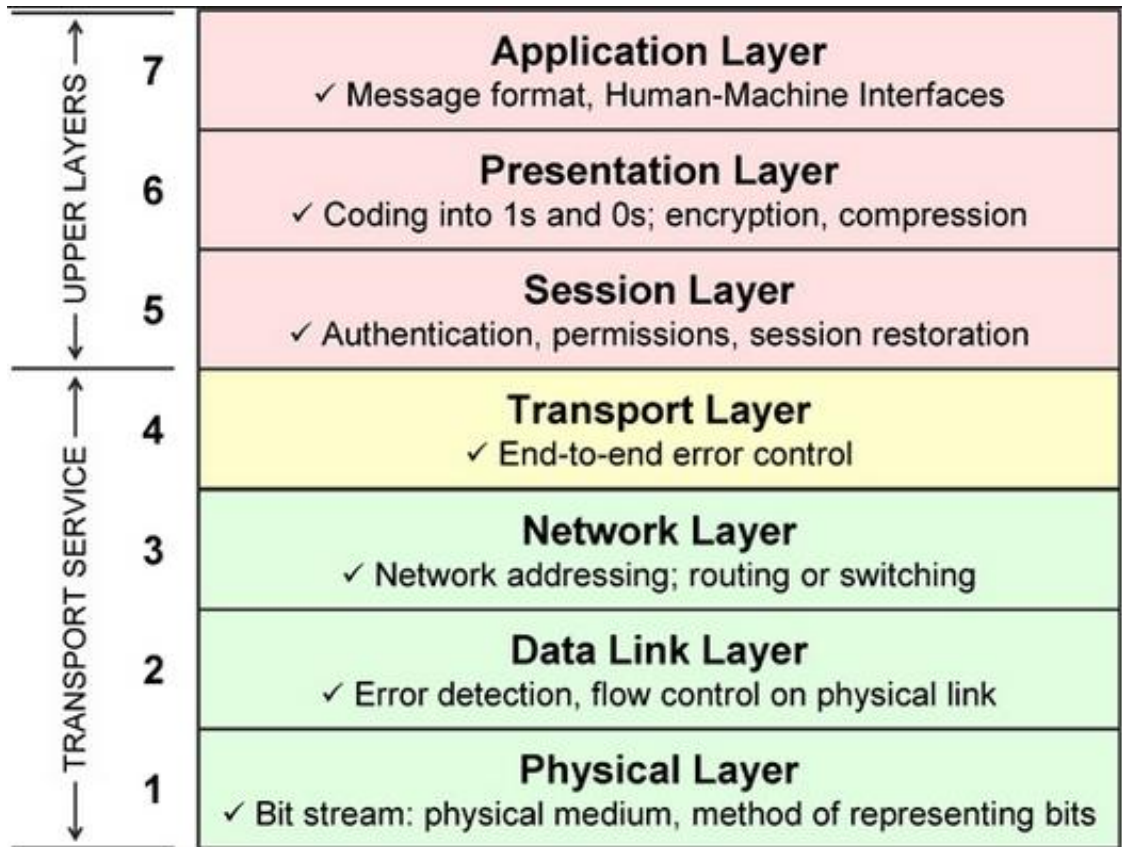 UPPER LAYERS
7
Application Layer
✓ Message format, Human-Machine Interfaces
6
Presentation Layer
✓ Coding into 1s and 0s; encryption, compression
5
Session Layer
✓ Authentication, permissions, session restoration
TRANSPORT SERVICE
4
Transport Layer
✓ End-to-end error control
3
Network Layer
✓ Network addressing; routing or switching
2
Data Link Layer
✓ Error detection, flow control on physical link
1
Physical Layer
✓ Bit stream: physical medium, method of representing bits